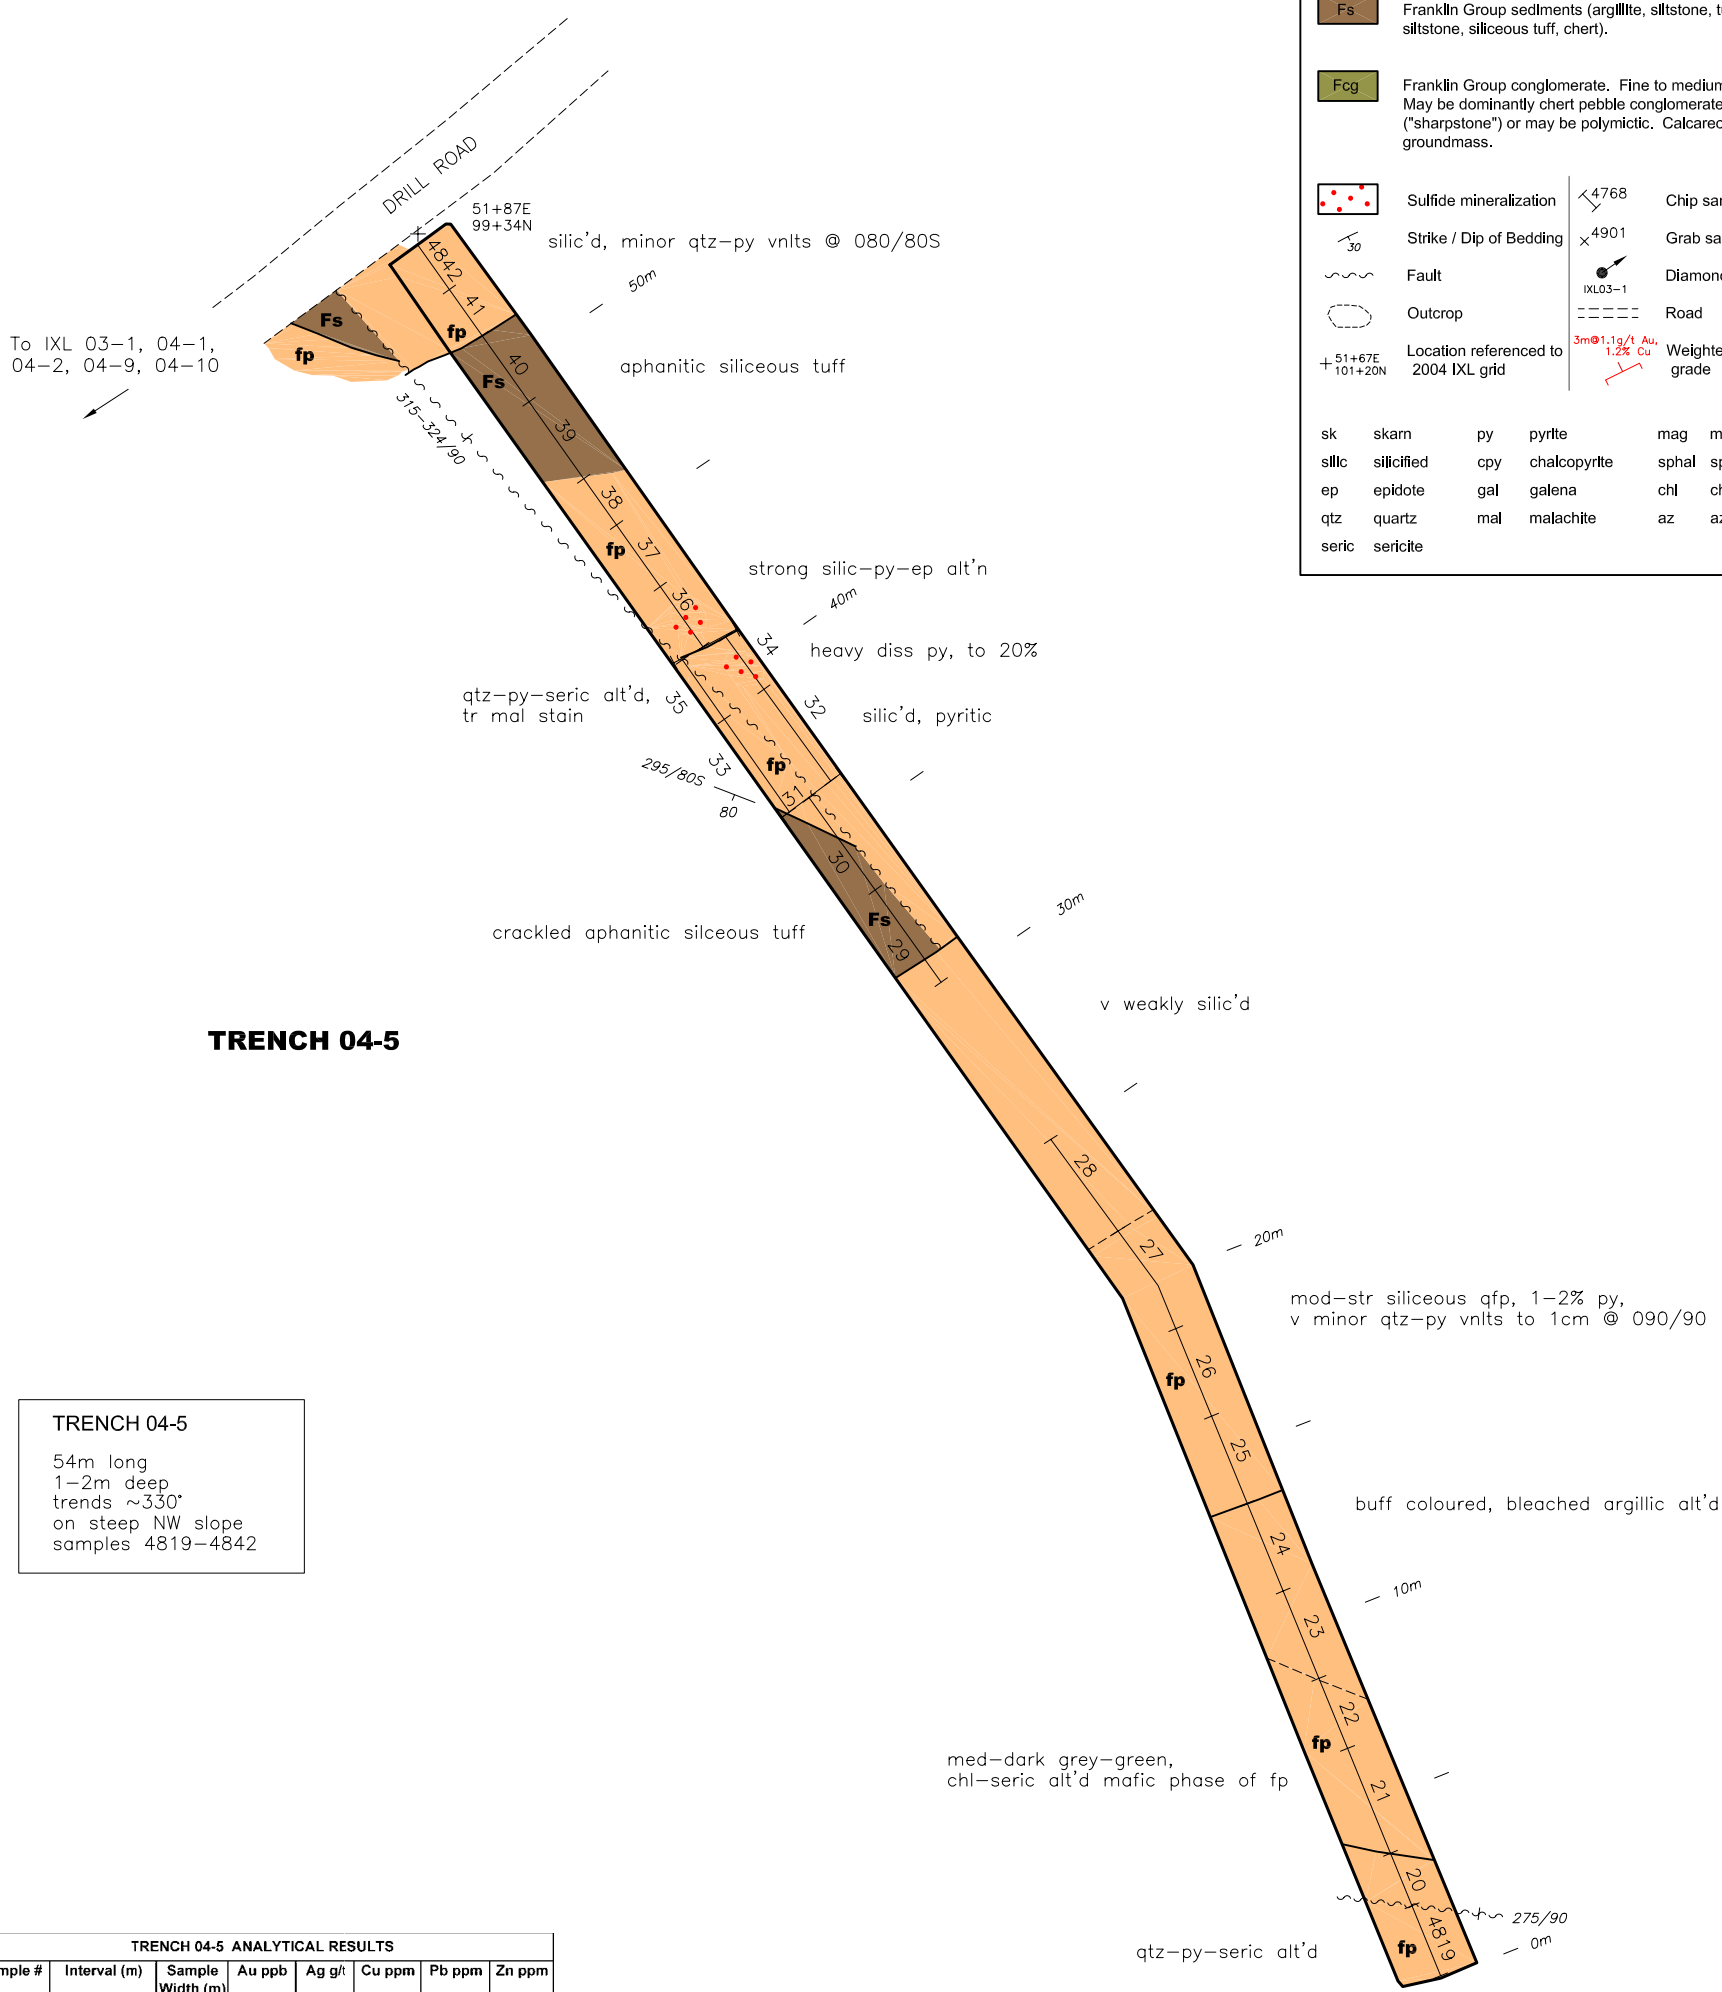 Fs
Franklin Group sediments (argillite, siltstone,
siltstone, siliceous tuff, chert).
Fcg
Franklin Group conglomerate. Fine to medium
May be dominantly chert pebble conglomerate
("sharpstone") or may be polymictic.
groundmass.
Sulfide mineralization
4768
Chip
30
Strike / Dip of Bedding
4901
Grab
Fault
IXL03-1
Outcrop
Road
51+67E
101+20N
Location referenced to
2004 IXL grid
3m@1.1g/t Au,
1.2% Cu
grade
sk skarn py pyrite mag
silic silicified cpy chalcopyrite sphal
ep epidote gal galena chl
qtz quartz mal malachite az
seric sericite
DRILL ROAD
51+87E
99+34N
silic'd, minor qtz-py vnlts @ 080/80S
50m
4842
41
fp
Fs
fp
To IXL 03-1, 04-1,
04-2, 04-9, 04-10
40
Fs
39
aphanitic siliceous tuff
315-324/90
38
fp
37
36
strong silic-py-ep alt'n
40m
34
heavy diss py, to 20%
qtz-py-seric alt'd,
tr mal stain
35
32
silic'd, pyritic
33
fp
295/80S
80
31
30
Fs
29
30m
crackled aphanitic silceous tuff
v weakly silic'd
TRENCH 04-5
28
27
20m
mod-str siliceous qfp, 1-2% py,
v minor qtz-py vnlts to 1cm @ 090/90
26
fp
25
TRENCH 04-5
54m long
1-2m deep
trends ~330°
on steep NW slope
samples 4819-4842
buff coloured, bleached argillic alt'd
24
10m
23
22
fp
med-dark grey-green,
chl-seric alt'd mafic phase of fp
21
20
275/90
4819
0m
qtz-py-seric alt'd
fp
TRENCH 04-5 ANALYTICAL RESULTS
# Interval (m) Sample Width (m) Au ppb Ag g/t Cu ppm Pb ppm Zn ppm